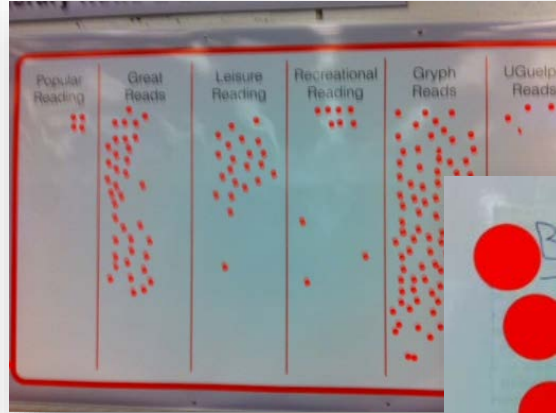 Popular
Reading
Great
Reads
Leisure
Reading
Recreational
Reading
Gryph
Reads
UGuelp
Reads